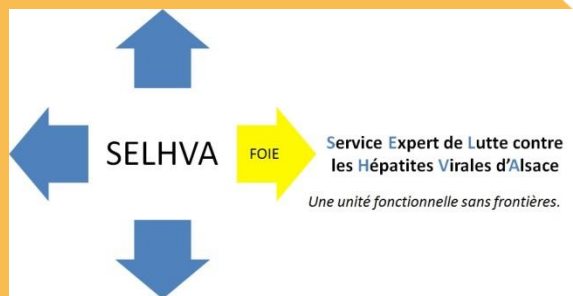 SELHVA
FOIE
Service Expert de Lutte contre
les Hépatites Virales d'Alsace
Une unité fonctionnelle sans frontières.